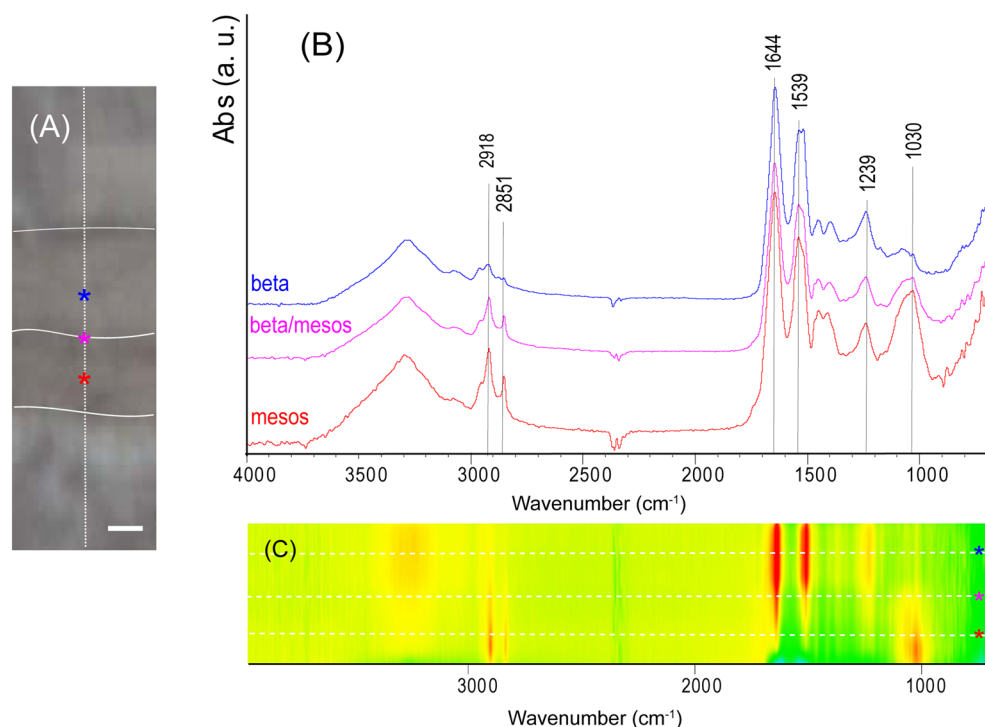 (A)
(B)
Abs (a. u.)
2918
2851
1644
1539
1239
1030
beta
beta/mesos
mesos
4000 3500 3000 2500 2000 1500 1000
Wavenumber (cm⁻¹)
(C)
3000 2000 1000
Wavenumber (cm⁻¹)